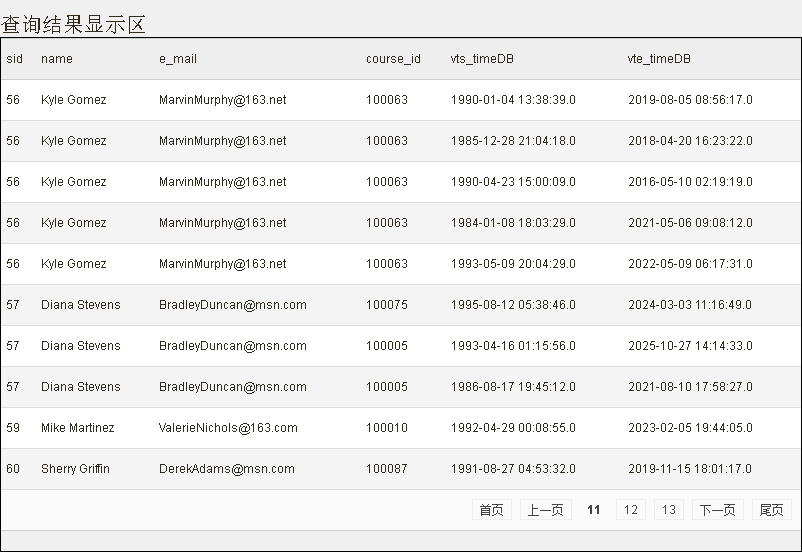 查询结果显示区
sid name e_mail course_id vts_timeDB vte_timeDB
56 Kyle Gomez MarvinMurphy@163.net 100063 1990-01-04 13:38:39.0 2019-08-05 08:56:17.0
56 Kyle Gomez MarvinMurphy@163.net 100063 1985-12-28 21:04:18.0 2018-04-20 16:23:22.0
56 Kyle Gomez MarvinMurphy@163.net 100063 1990-04-23 15:00:09.0 2016-05-10 02:19:19.0
56 Kyle Gomez MarvinMurphy@163.net 100063 1984-01-08 18:03:29.0 2021-05-06 09:08:12.0
56 Kyle Gomez MarvinMurphy@163.net 100063 1993-05-09 20:04:29.0 2022-05-09 06:17:31.0
57 Diana Stevens BradleyDuncan@msn.com 100075 1995-08-12 05:38:46.0 2024-03-03 11:16:49.0
57 Diana Stevens BradleyDuncan@msn.com 100005 1993-04-16 01:15:56.0 2025-10-27 14:14:33.0
57 Diana Stevens BradleyDuncan@msn.com 100005 1986-08-17 19:45:12.0 2021-08-10 17:58:27.0
59 Mike Martinez ValerieNichols@163.com 100010 1992-04-29 00:08:55.0 2023-02-05 19:44:05.0
60 Sherry Griffin DerekAdams@msn.com 100087 1991-08-27 04:53:32.0 2019-11-15 18:01:17.0
首页 上一页 11 12 13 下一页 尾页